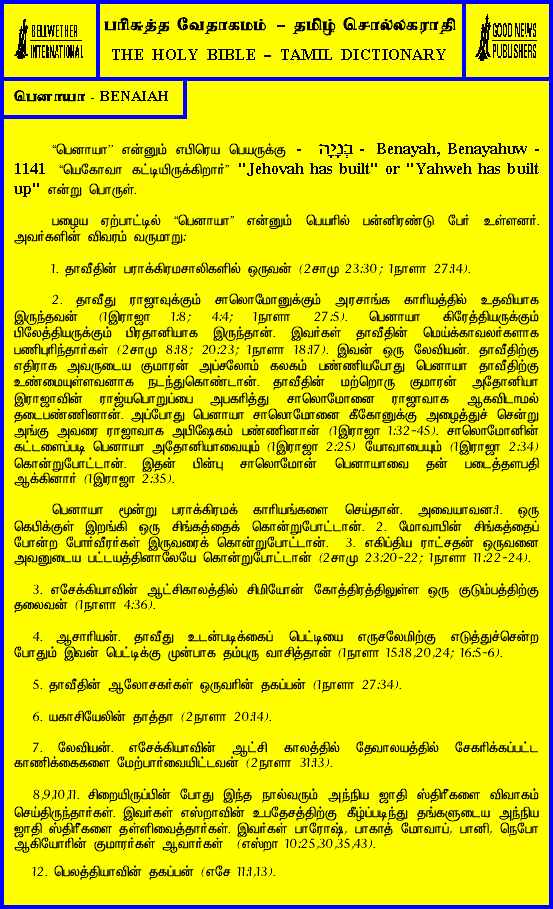 BELLWETHER
INTERNATIONAL
பரிசுத்த வேதாகமம் – தமிழ் சொல்லகராதி
THE HOLY BIBLE – TAMIL DICTIONARY
GOOD NEWS
PUBLISHERS
பெனாயா - BENAIAH
“பெனாயா” என்னும் எபிரெய பெயருக்கு - בְּנָיָה - Benayah, Benayahuw -
1141 “யெகோவா கட்டியிருக்கிறார்” "Jehovah has built" or "Yahweh has built
up" என்று பொருள்.
பழைய ஏற்பாட்டில் “பெனாயா” என்னும் பெயரில் பன்னிரண்டு பேர் உள்ளனர்.
அவர்களின் விவரம் வருமாறு:
1. தாவீதின் பராக்கிரமசாலிகளில் ஒருவன் (2சாமு 23:30; 1நாளா 27:14).
2. தாவீது ராஜாவுக்கும் சாலொமோனுக்கும் அரசாங்க காரியத்தில் உதவியாக
இருந்தவன் (1இராஜா 1:8; 4:4; 1நாளா 27:5). பெனாயா கிரேத்தியருக்கும்
பிலேத்தியருக்கும் பிரதானியாக இருந்தான். இவர்கள் தாவீதின் மெய்க்காவலர்களாக
பணிபுரிந்தார்கள் (2சாமு 8:18; 20:23; 1நாளா 18:17). இவன் ஒரு லேவியன். தாவீதிற்கு
எதிராக அவருடைய குமாரன் அப்சலோம் கலகம் பண்ணியபோது பெனாயா தாவீதிற்கு
உண்மையுள்ளவனாக நடந்துகொண்டான். தாவீதின் மற்றொரு குமாரன் அதோனியா
இராஜாவின் ராஜ்யபொறுப்பை அபகரித்து சாலொமோனை ராஜாவாக ஆகவிடாமல்
தடைபண்ணினான். அப்போது பெனாயா சாலொமோனை கீகோனுக்கு அழைத்துச் சென்று
அங்கு அவரை ராஜாவாக அபிஷேகம் பண்ணினான் (1இராஜா 1:32-45). சாலொமோனின்
கட்டளைப்படி பெனாயா அதோனியாவையும் (1இராஜா 2:25) யோவாபையும் (1இராஜா 2:34)
கொன்றுபோட்டான். இதன் பின்பு சாலொமோன் பெனாயாவை தன் படைத்தளபதி
ஆக்கினார் (1இராஜா 2:35).
பெனாயா மூன்று பராக்கிரமக் காரியங்களை செய்தான். அவையாவன:1. ஒரு
கெபிக்குள் இறங்கி ஒரு சிங்கத்தைக் கொன்றுபோட்டான். 2. மோவாபின் சிங்கத்தைப்
போன்ற போர்வீரர்கள் இருவரைக் கொன்றுபோட்டான். 3. எகிப்திய ராட்சதன் ஒருவனை
அவனுடைய பட்டயத்தினாலேயே கொன்றுபோட்டான் (2சாமு 23:20-22; 1நாளா 11:22-24).
3. எசேக்கியாவின் ஆட்சிகாலத்தில் சிமியோன் கோத்திரத்திலுள்ள ஒரு குடும்பத்திற்கு
தலைவன் (1நாளா 4:36).
4. ஆசாரியன். தாவீது உடன்படிக்கைப் பெட்டியை எருசலேமிற்கு எடுத்துச்சென்ற
போதும் இவன் பெட்டிக்கு முன்பாக தம்புரு வாசித்தான் (1நாளா 15:18,20,24; 16:5-6).
5. தாவீதின் ஆலோசகர்கள் ஒருவரின் தகப்பன் (1நாளா 27:34).
6. யகாசியேலின் தாத்தா (2நாளா 20:14).
7. லேவியன். எசேக்கியாவின் ஆட்சி காலத்தில் தேவாலயத்தில் சேகரிக்கப்பட்ட
காணிக்கைகளை மேற்பார்வையிட்டவன் (2நாளா 31:13).
8,9,10,11. சிறையிருப்பின் போது இந்த நால்வரும் அந்நிய ஜாதி ஸ்திரீகளை விவாகம்
செய்திருந்தார்கள். இவர்கள் எஸ்றாவின் உபதேசத்திற்கு கீழ்ப்படிந்து தங்களுடைய அந்நிய
ஜாதி ஸ்திரீகளை தள்ளிவைத்தார்கள். இவர்கள் பாரோஷ், பாகாத் மோவாப், பானி, நெபோ
ஆகியோரின் குமாரர்கள் ஆவார்கள் (எஸ்றா 10:25,30,35,43).
12. பெலத்தியாவின் தகப்பன் (எசே 11:1,13).